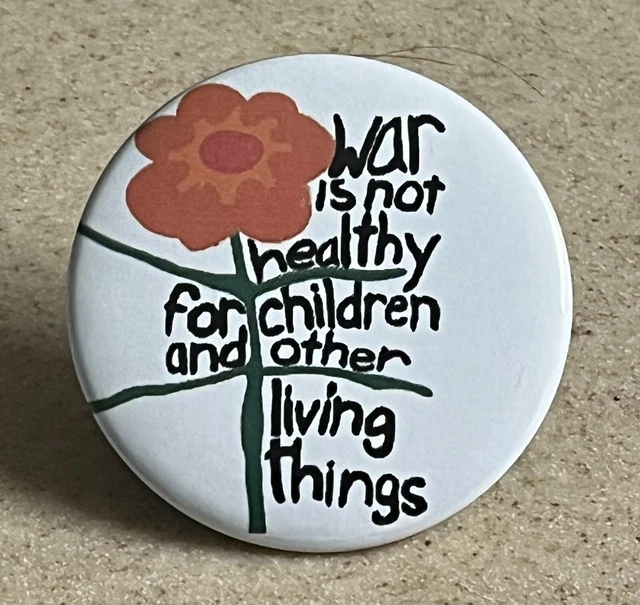 war
is not
healthy
for children
and other
living
things